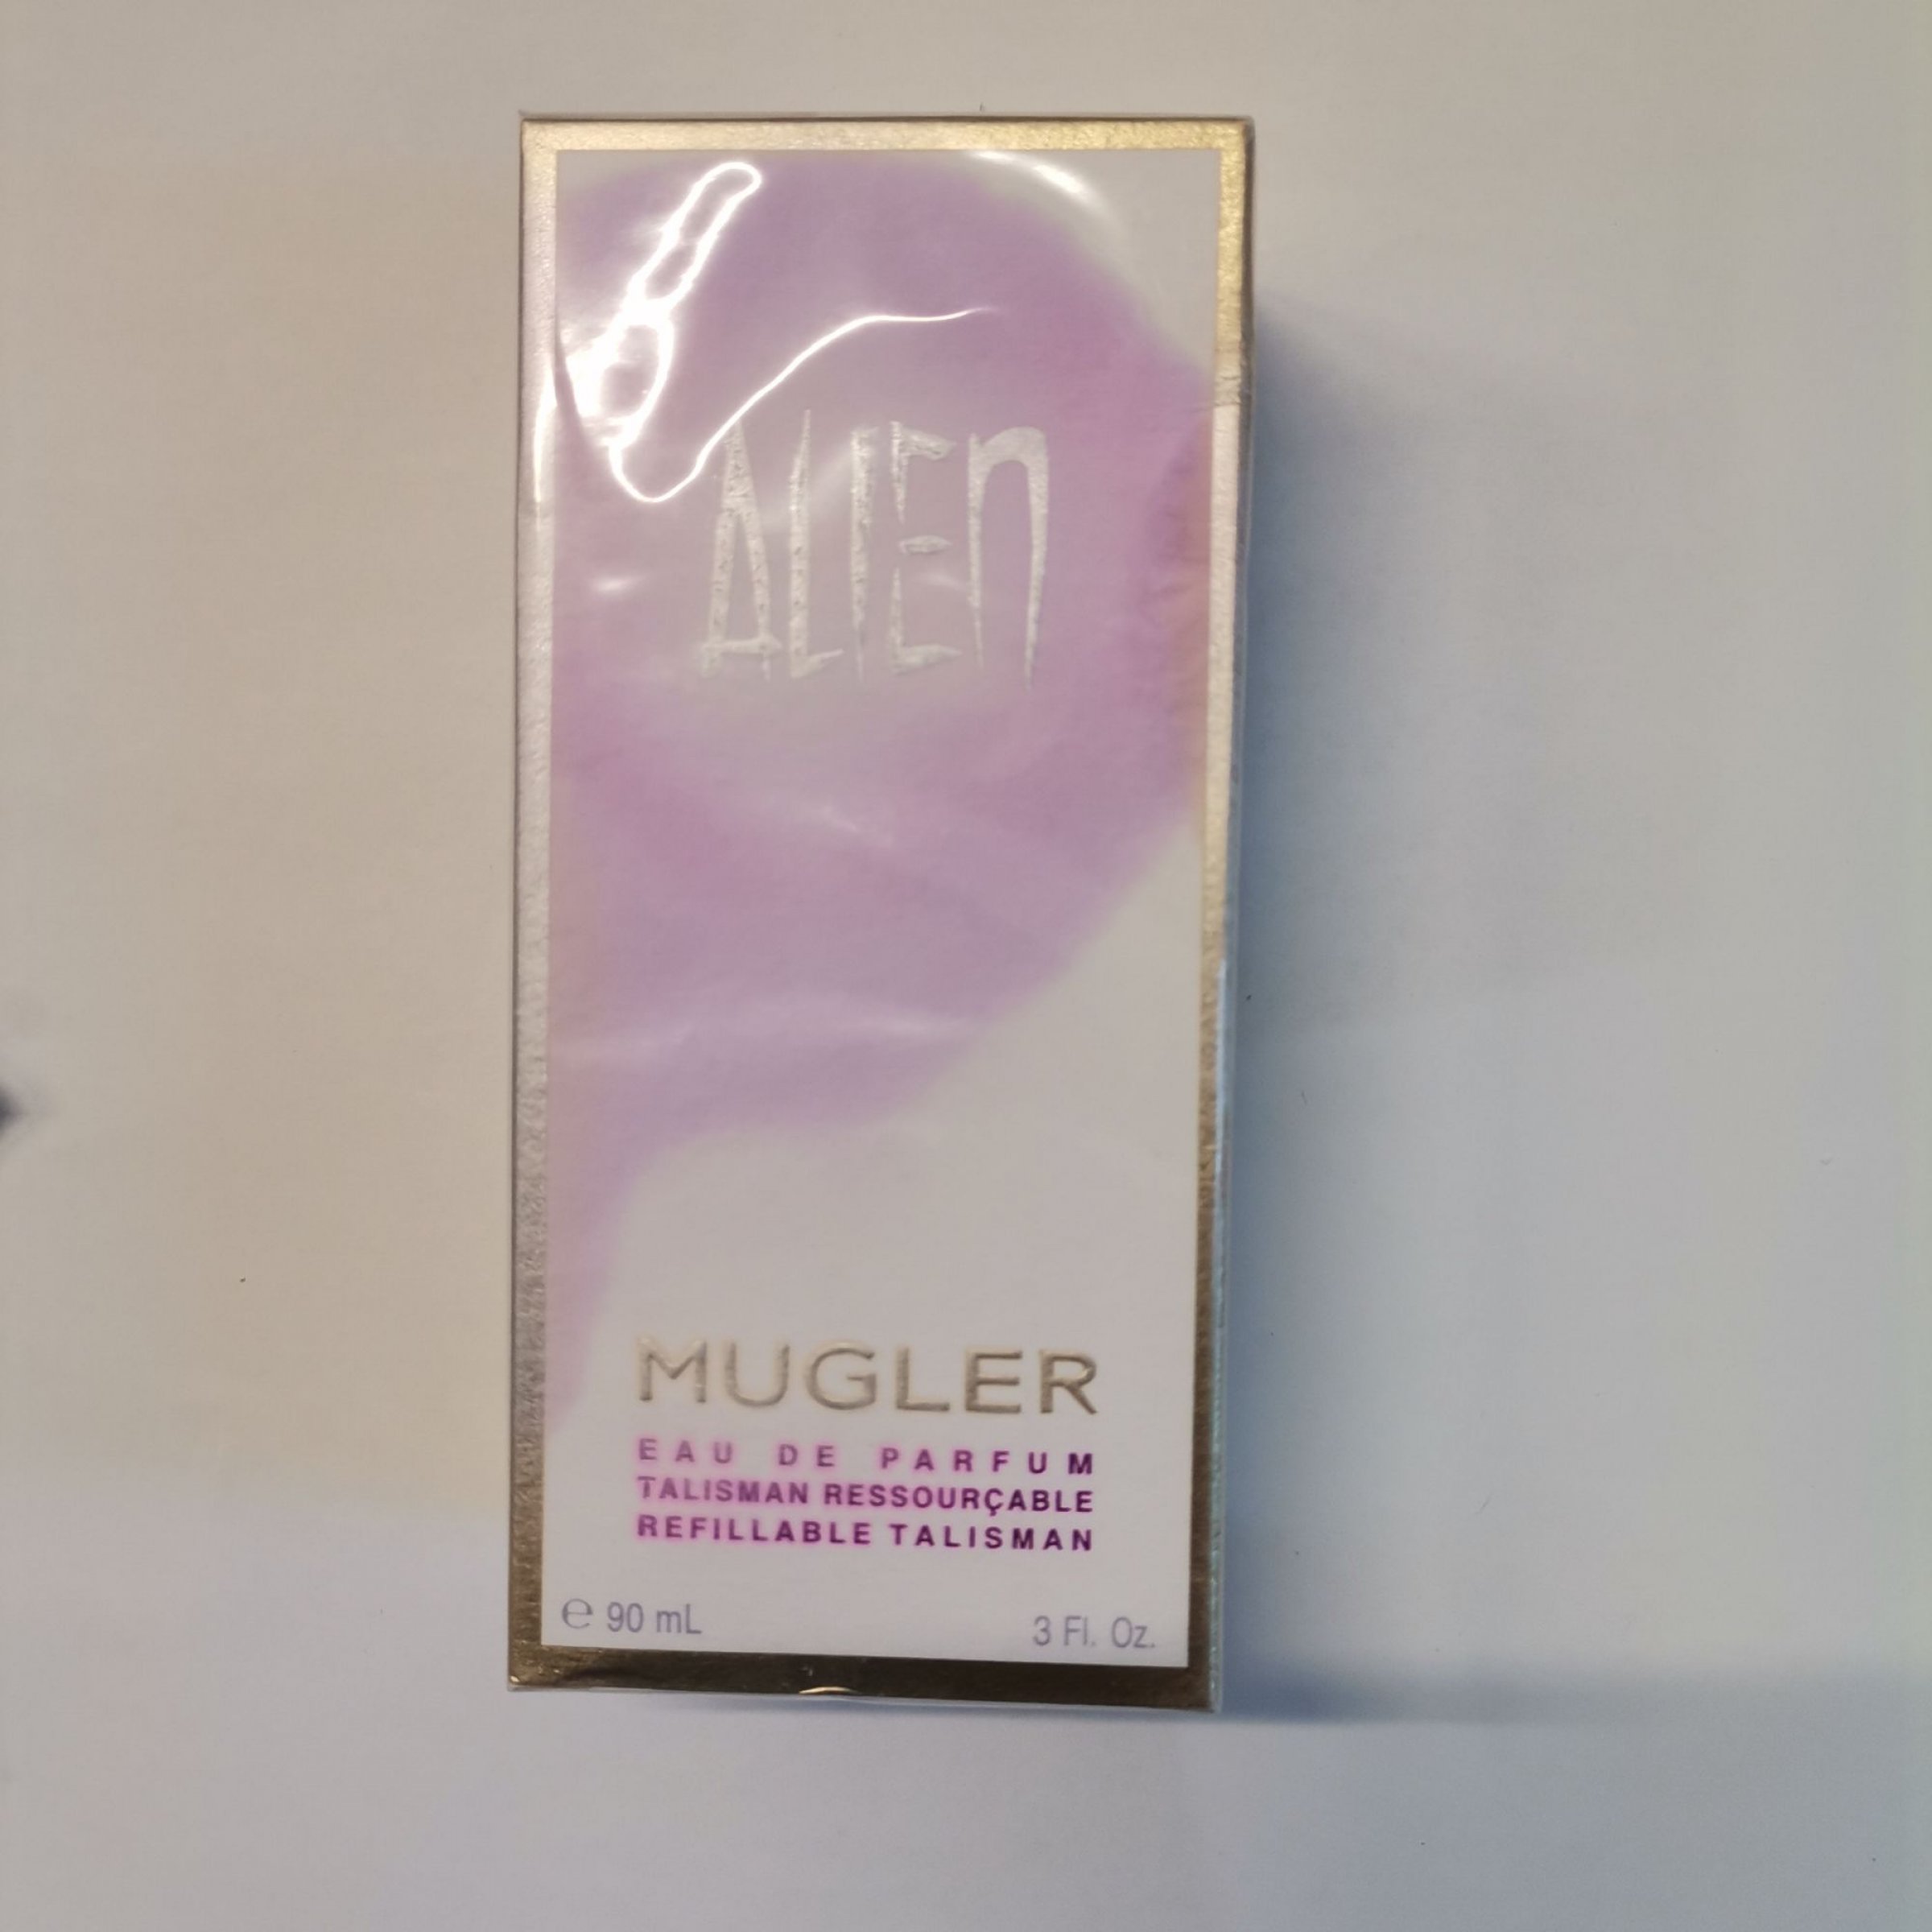 ALIEN
MUGLER
EAU DE PARFUM
TALISMAN RESSOURÇABLE
REFILLABLE TALISMAN
℮ 90 mL
3 Fl. Oz.